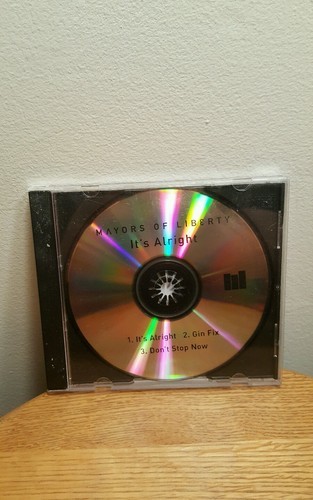 MAYORS OF LIBERTY
It's Alright
1. It's Alright 2. Gin Fix
3. Don't Stop Now